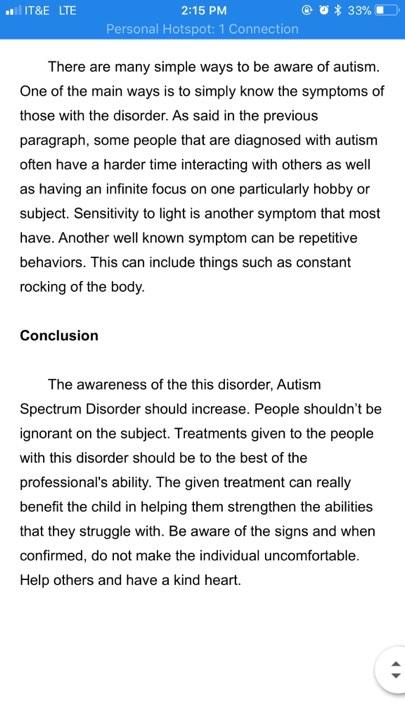 IT&E LTE 2:15 PM 33%
Personal Hotspot: 1 Connection
There are many simple ways to be aware of autism.
One of the main ways is to simply know the symptoms of
those with the disorder. As said in the previous
paragraph, some people that are diagnosed with autism
often have a harder time interacting with others as well
as having an infinite focus on one particularly hobby or
subject. Sensitivity to light is another symptom that most
have. Another well known symptom can be repetitive
behaviors. This can include things such as constant
rocking of the body.
Conclusion
The awareness of the this disorder, Autism
Spectrum Disorder should increase. People shouldn't be
ignorant on the subject. Treatments given to the people
with this disorder should be to the best of the
professional's ability. The given treatment can really
benefit the child in helping them strengthen the abilities
that they struggle with. Be aware of the signs and when
confirmed, do not make the individual uncomfortable.
Help others and have a kind heart.